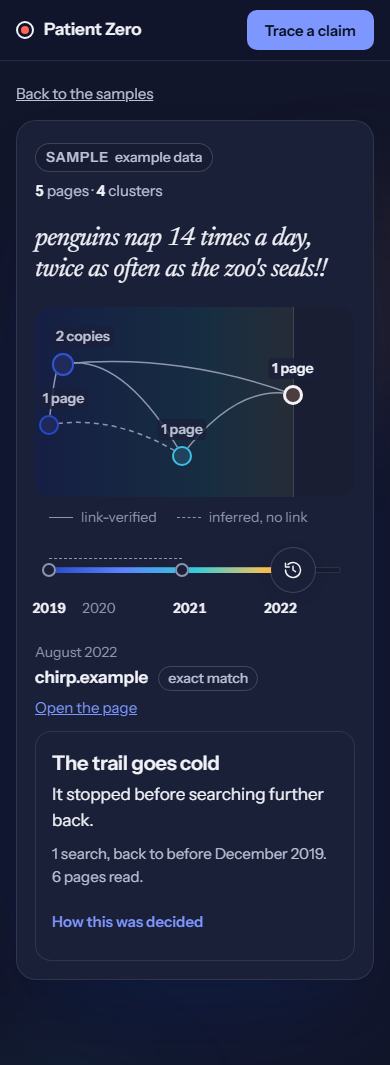 Patient Zero
Trace a claim
Back to the samples
SAMPLE example data
5 pages · 4 clusters
penguins nap 14 times a day,
twice as often as the zoo's seals!!
2 copies
1 page
1 page
1 page
link-verified
inferred, no link
2019
2020
2021
2022
August 2022
chirp.example
exact match
Open the page
The trail goes cold
It stopped before searching further
back.
1 search, back to before December 2019.
6 pages read.
How this was decided